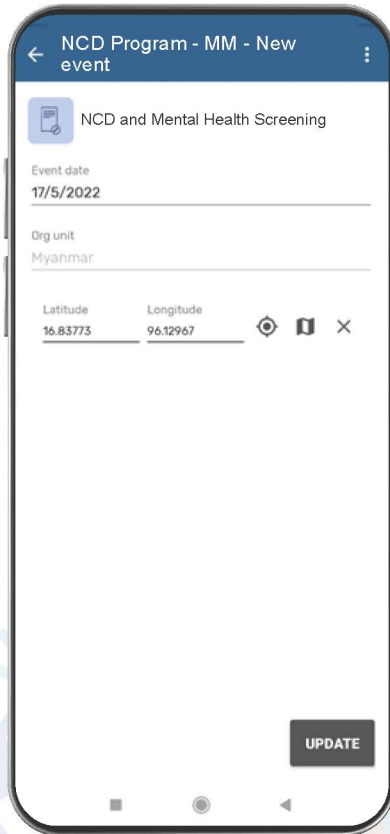 NCD Program - MM - New
event
NCD and Mental Health Screening
Event date
17/5/2022
Org unit
Myanmar
Latitude Longitude
16.83773 96.12967
UPDATE